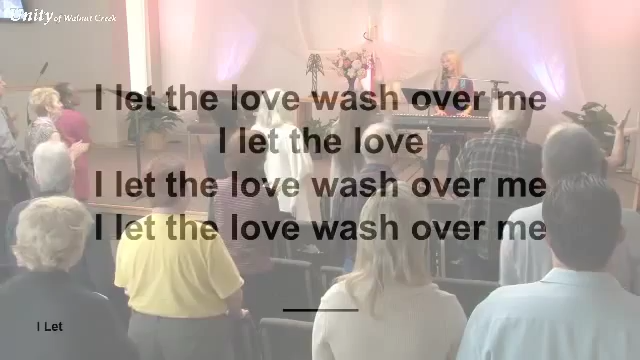 Unity of Walnut Creek
I let the love wash over me
I let the love
I let the love wash over me
I let the love wash over me
I Let